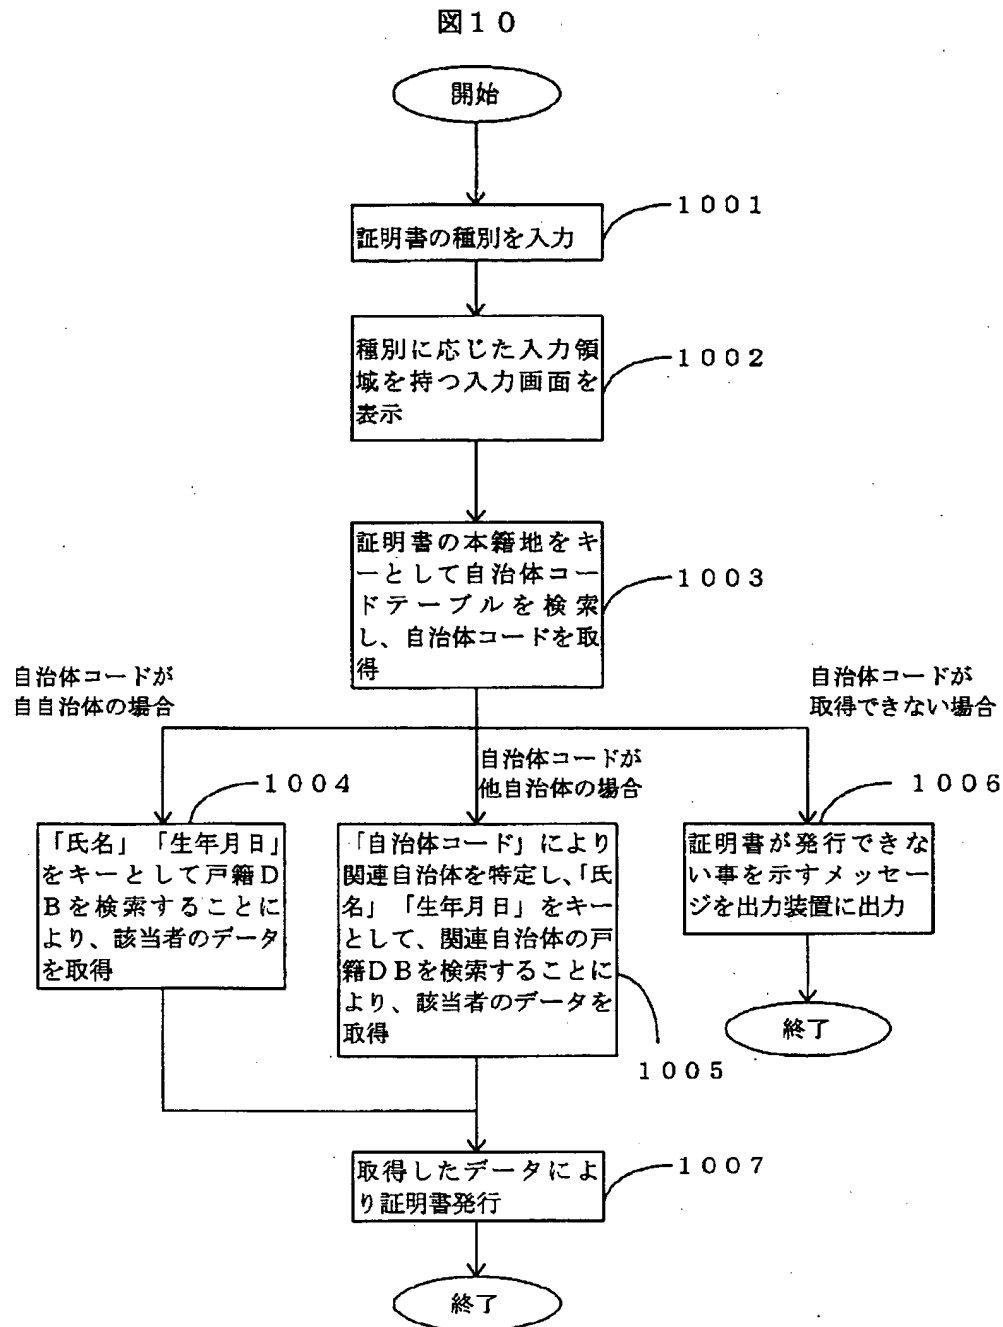 図10
開始
証明書の種別を入力
1001
種別に応じた入力領
域を持つ入力画面を
表示
1002
証明書の本籍地をキ
ーとして自治体コー
ドテーブルを検索
し、自治体コードを取
得
1003
自治体コードが
自自治体の場合
自治体コードが
他自治体の場合
自治体コードが
取得できない場合
1004
「氏名」「生年月日」
をキーとして戸籍D
Bを検索することに
より、該当者のデータ
を取得
「自治体コード」により
関連自治体を特定し、「氏
名」「生年月日」をキー
として、関連自治体の戸
籍DBを検索することに
より、該当者のデータを
取得
1005
1006
証明書が発行できな
い事を示すメッセー
ジを出力装置に出力
終了
取得したデータによ
り証明書発行
1007
終了